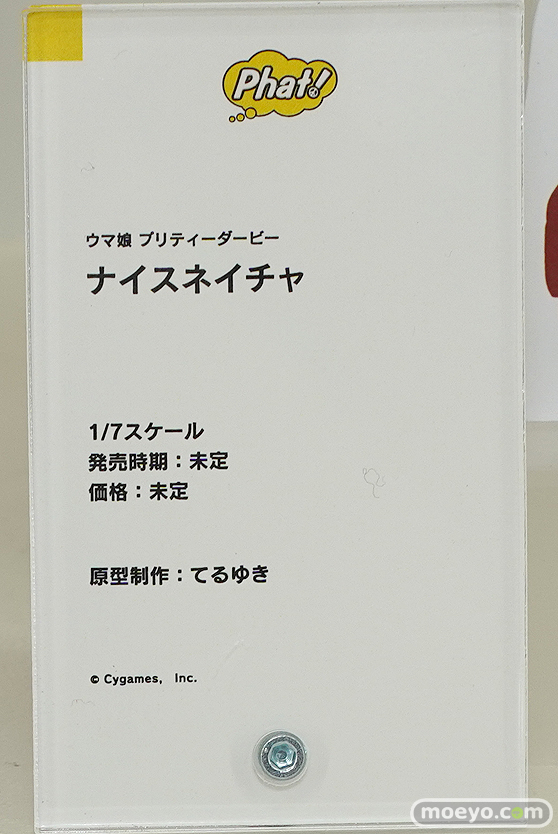 Phat!
ウマ娘 プリティーダービー
ナイスネイチャ
1/7スケール
発売時期：未定
価格：未定
原型制作：てるゆき
© Cygames, Inc.
moeyo.com